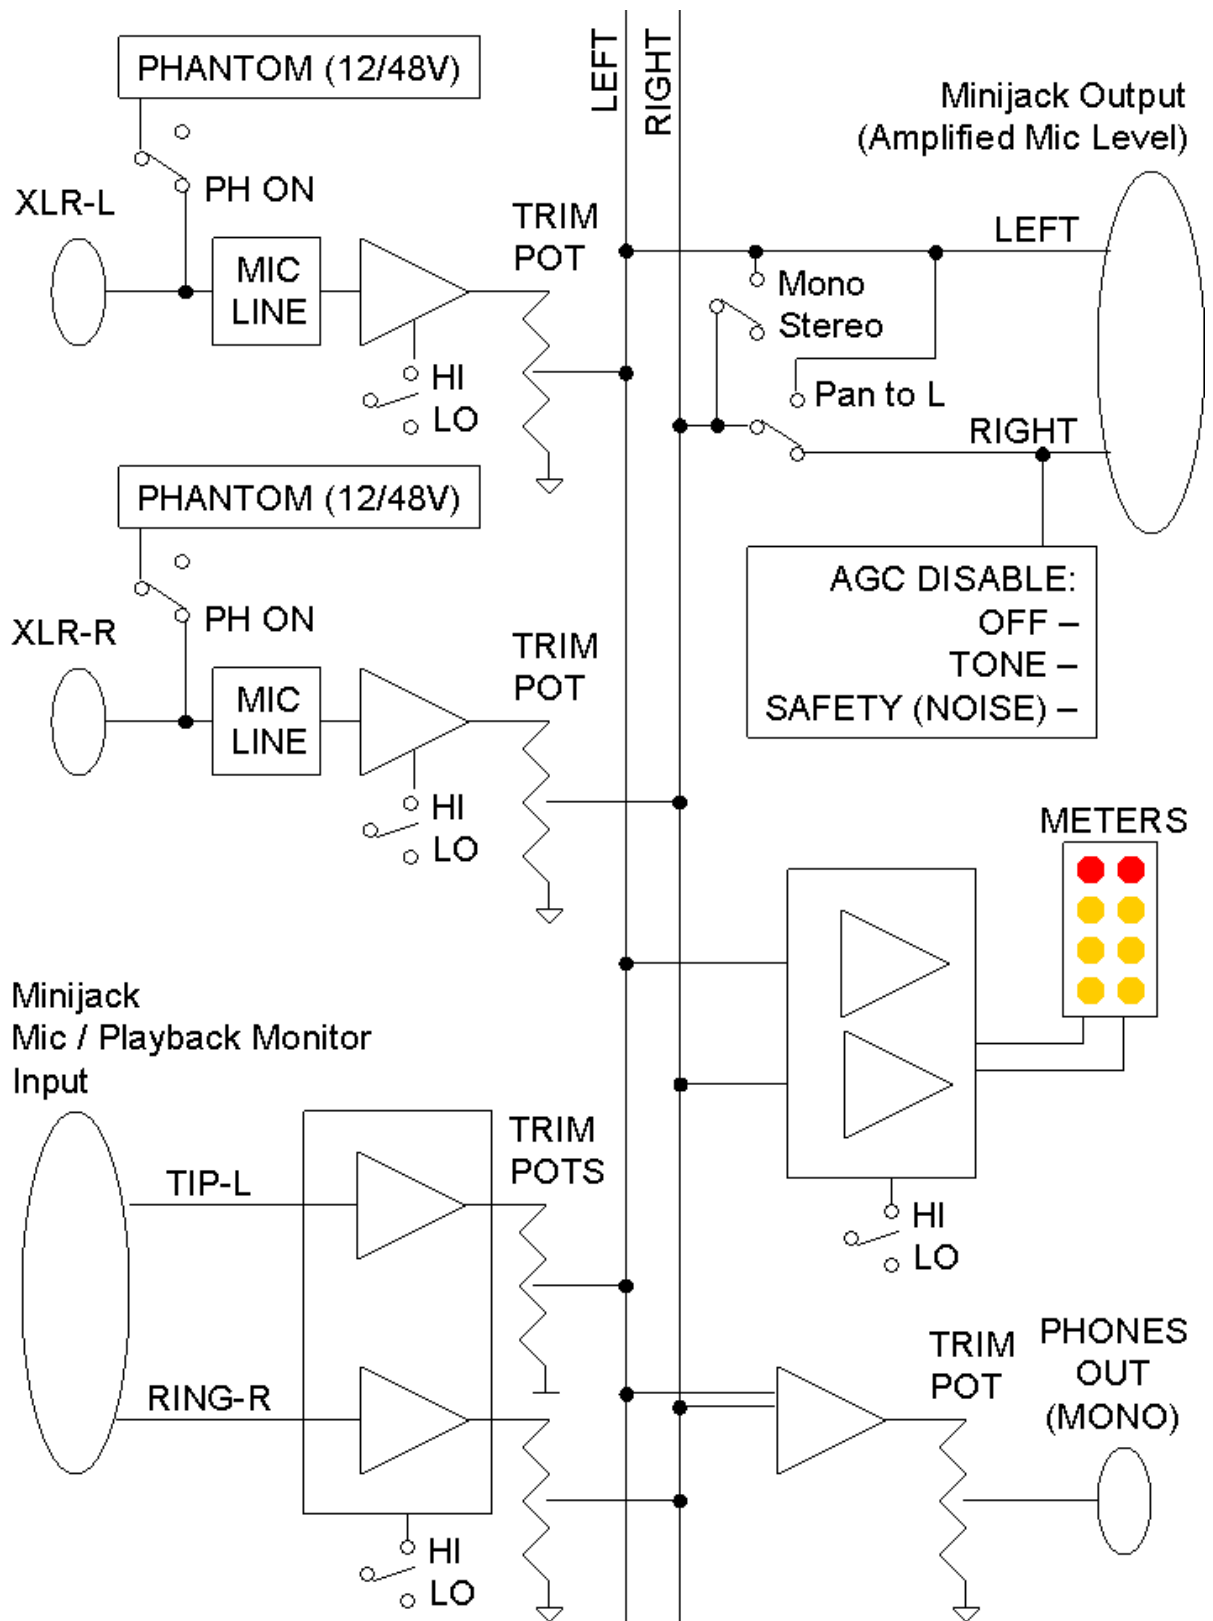 PHANTOM (12/48V)
LEFT
RIGHT
Minijack Output
(Amplified Mic Level)
PH ON
XLR-L
TRIM
POT
MIC
LINE
HI
LO
LEFT
Mono
Stereo
Pan to L
RIGHT
PHANTOM (12/48V)
PH ON
XLR-R
TRIM
POT
MIC
LINE
HI
LO
AGC DISABLE:
OFF –
TONE –
SAFETY (NOISE) –
METERS
HI
LO
Minijack
Mic / Playback Monitor
Input
TRIM
POTS
TIP-L
RING-R
HI
LO
TRIM
POT
PHONES
OUT
(MONO)